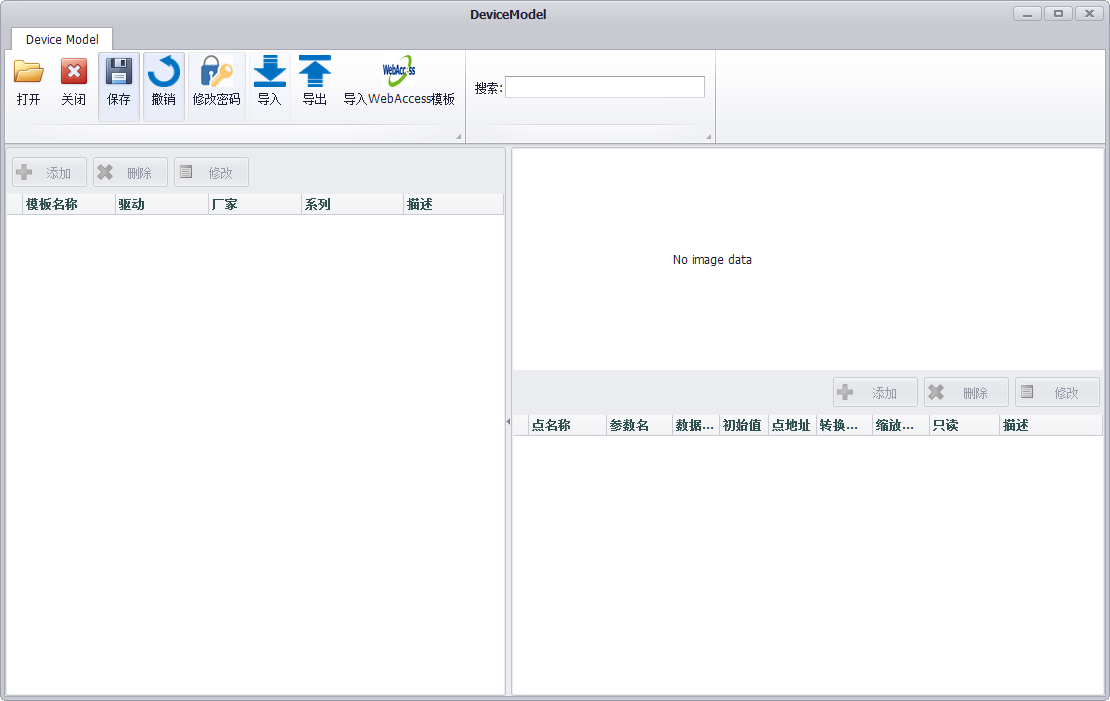 DeviceModel
Device Model
打开
关闭
保存
撤销
修改密码
导入
导出
WebAccess
导入WebAccess模板
搜索:
添加
删除
修改
模板名称
驱动
厂家
系列
描述
No image data
添加
删除
修改
点名称
参数名
数据...
初始值
点地址
转换...
缩放...
只读
描述